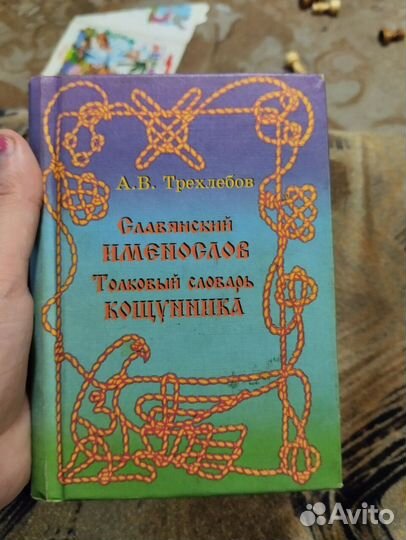 А.В. Трехлебов
Славянский
ИМЕНОСЛОВ
Толковый словарь
КОЩУННИКА
Avito